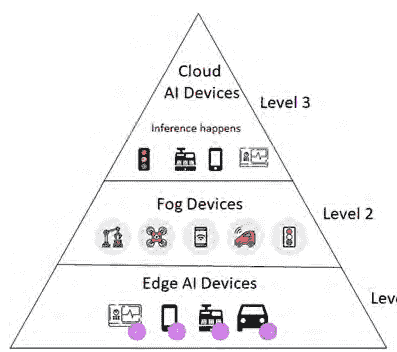 Cloud
AI Devices
Level 3
Inference happens
Fog Devices
Level 2
Edge AI Devices